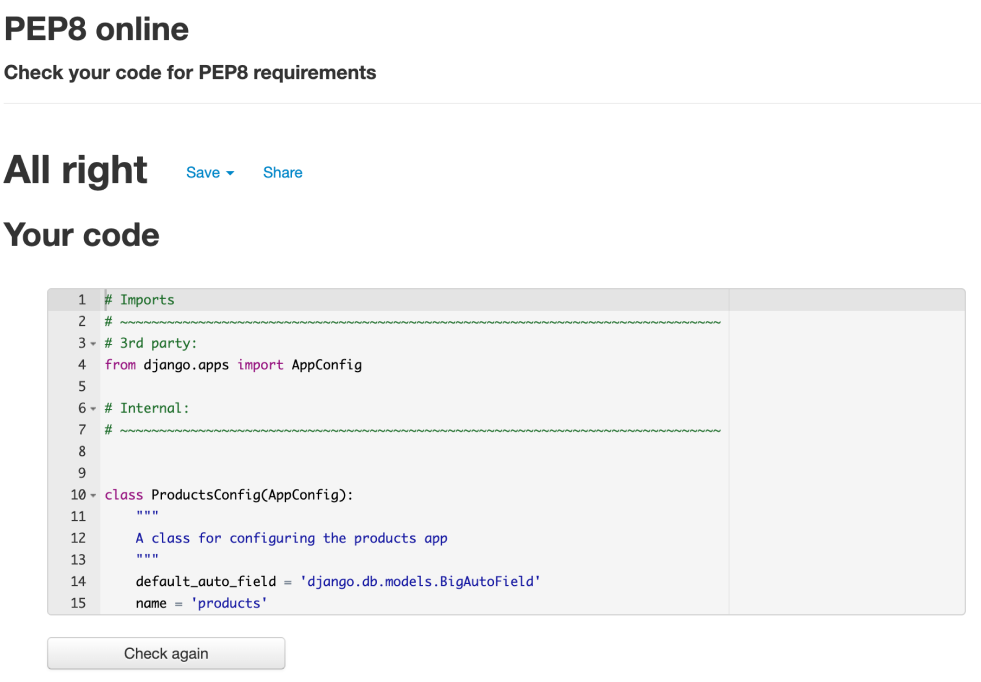 PEP8 online
Check your code for PEP8 requirements
All right Save Share
Your code
1 # Imports
2 # ~~~~~~~~~~~~~~~~~~~~~~~~~~~~~~~~~~~~~~~~~~~~~~~~~~~~~~~~~~~~~~~~~~~~~~~~~~~~~
3 # 3rd party:
4 from django.apps import AppConfig
5
6 # Internal:
7 # ~~~~~~~~~~~~~~~~~~~~~~~~~~~~~~~~~~~~~~~~~~~~~~~~~~~~~~~~~~~~~~~~~~~~~~~~~~~~~
8
9
10 class ProductsConfig(AppConfig):
11     """
12     A class for configuring the products app
13     """
14     default_auto_field = 'django.db.models.BigAutoField'
15     name = 'products'
Check again